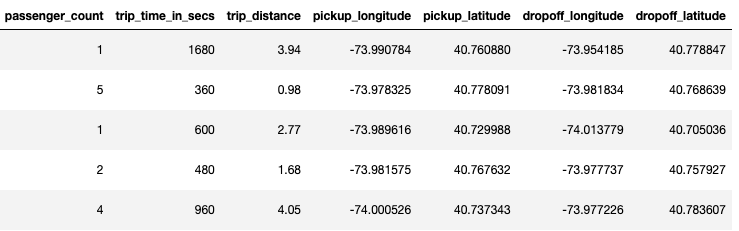 passenger_count trip_time_in_secs trip_distance pickup_longitude pickup_latitude dropoff_longitude dropoff_latitude
1 1680 3.94 -73.990784 40.760880 -73.954185 40.778847
5 360 0.98 -73.978325 40.778091 -73.981834 40.768639
1 600 2.77 -73.989616 40.729988 -74.013779 40.705036
2 480 1.68 -73.981575 40.767632 -73.977737 40.757927
4 960 4.05 -74.000526 40.737343 -73.977226 40.783607